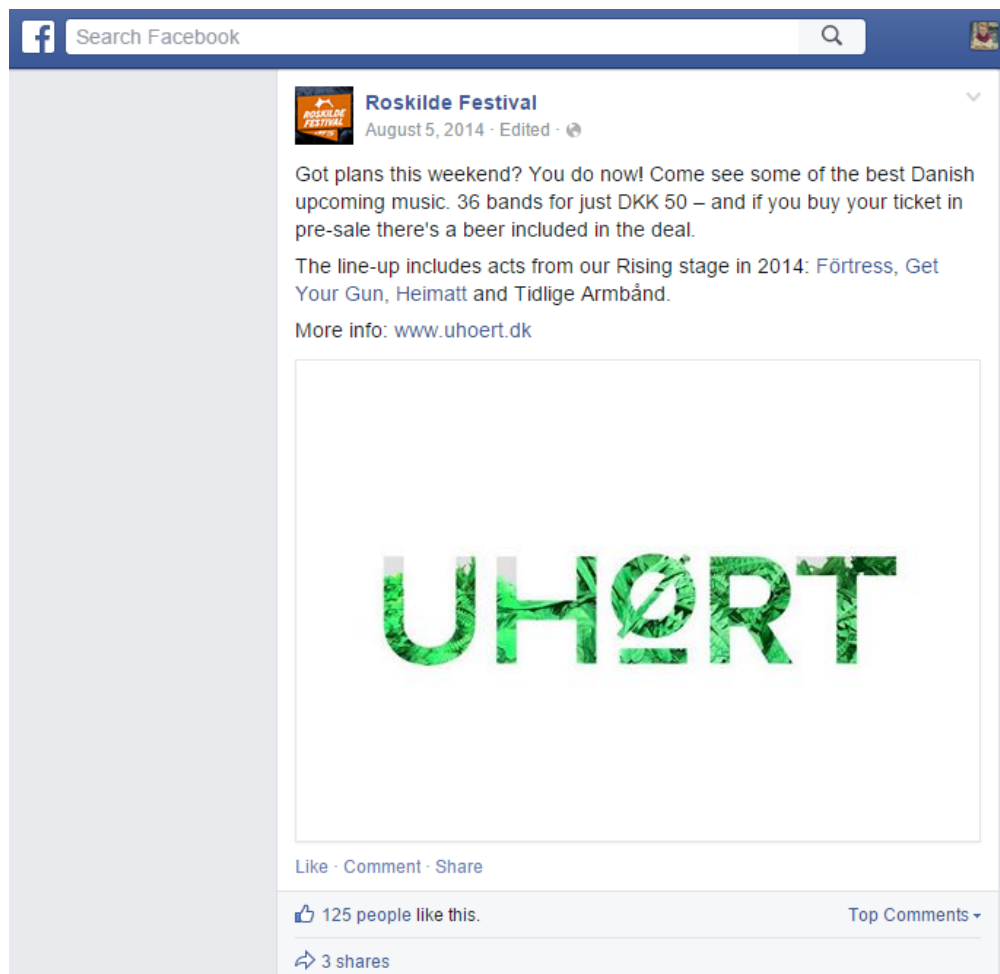 Search Facebook
ROSKILDE
FESTIVAL
Roskilde Festival
August 5, 2014 · Edited ·
Got plans this weekend? You do now! Come see some of the best Danish
upcoming music. 36 bands for just DKK 50 – and if you buy your ticket in
pre-sale there's a beer included in the deal.
The line-up includes acts from our Rising stage in 2014: Förtress, Get
Your Gun, Heimatt and Tidlige Armbånd.
More info: www.uhoert.dk
UHØRT
Like · Comment · Share
125 people like this.
Top Comments
3 shares